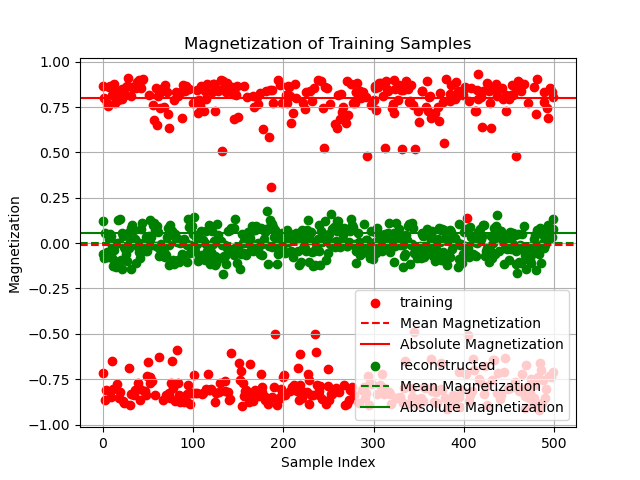 Magnetization of Training Samples
Magnetization
1.00
0.75
0.50
0.25
0.00
−0.25
−0.50
−0.75
−1.00
training
Mean Magnetization
Absolute Magnetization
reconstructed
Mean Magnetization
Absolute Magnetization
0
100
200
300
400
500
Sample Index